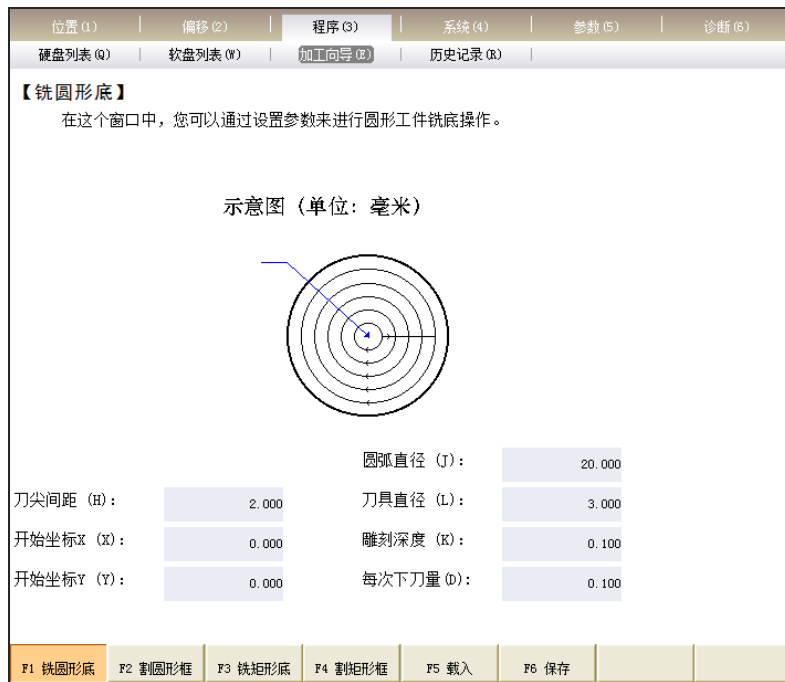 位置(1) 偏移(2) 程序(3) 系统(4) 参数(5) 诊断(6)
硬盘列表(Q) 软盘列表(W) 加工向导(E) 历史记录(R)
【铣圆形底】
在这个窗口中，您可以通过设置参数来进行圆形工件铣底操作。
示意图 (单位: 毫米)
圆弧直径 (J): 20.000
刀尖间距 (H): 2.000 刀具直径 (L): 3.000
开始坐标X (X): 0.000 雕刻深度 (K): 0.100
开始坐标Y (Y): 0.000 每次下刀量(D): 0.100
F1 铣圆形底 F2 割圆形框 F3 铣矩形底 F4 割矩形框 F5 载入 F6 保存